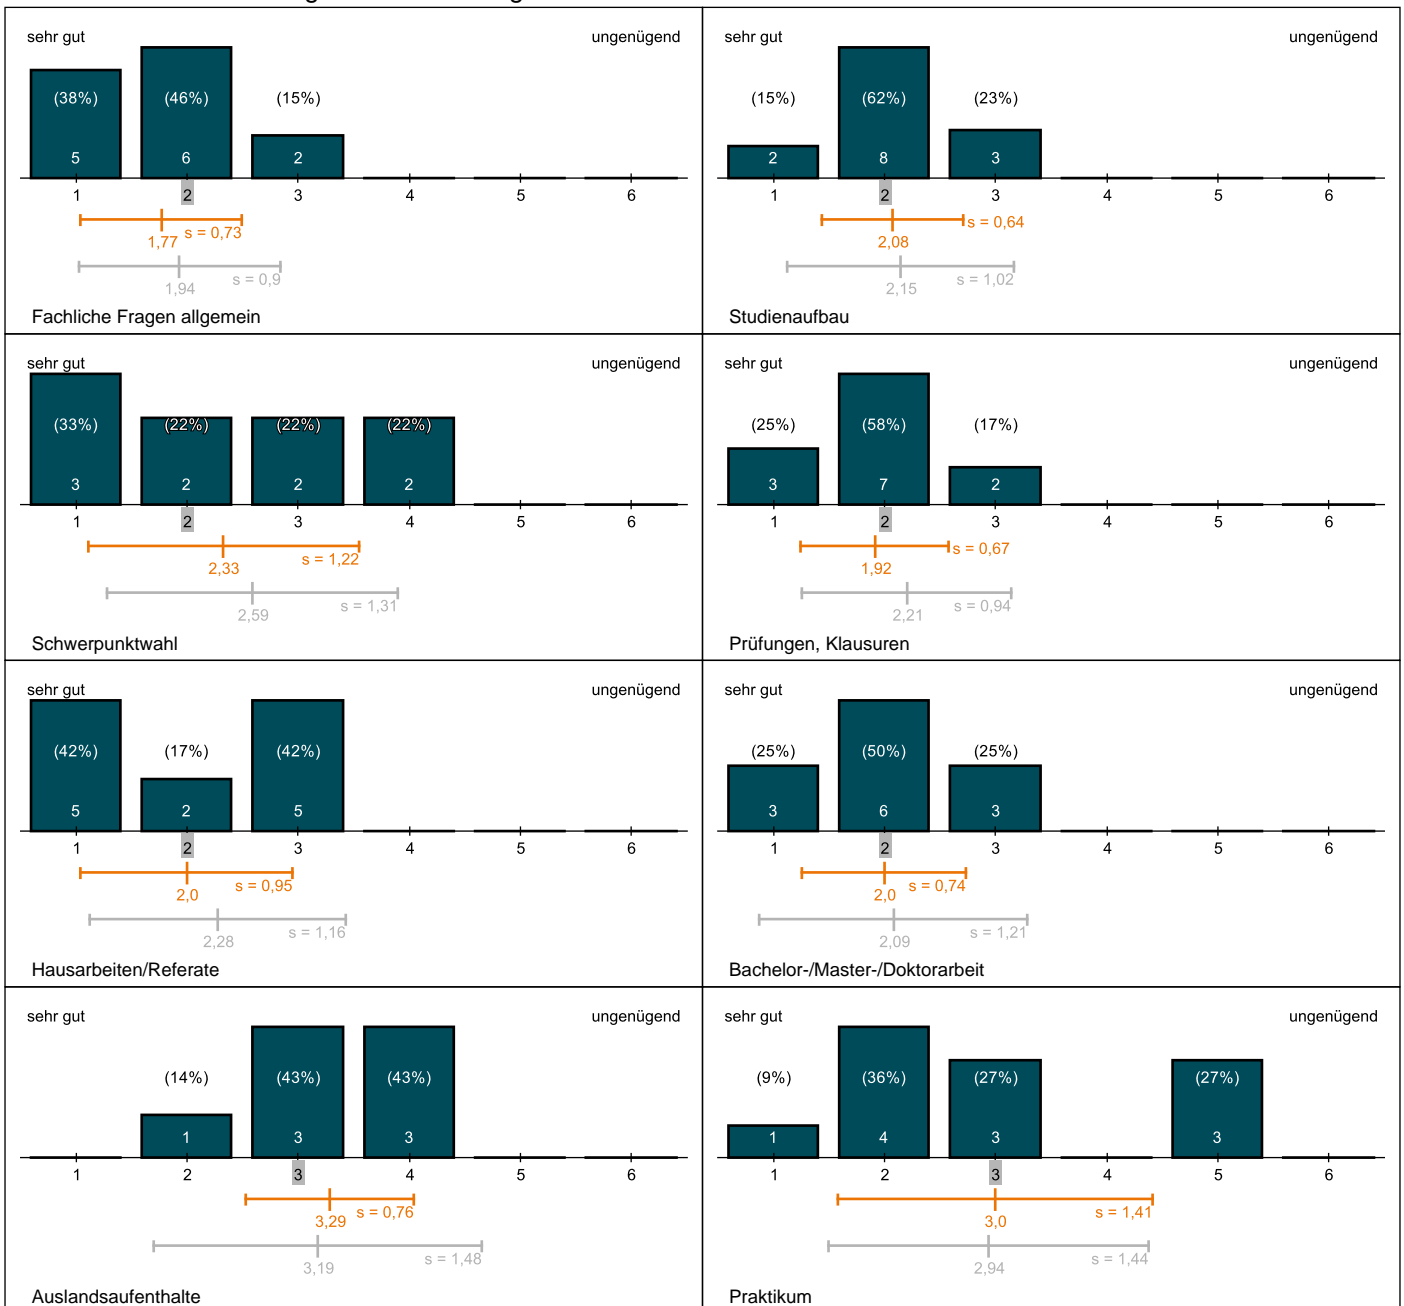 sehr gut ungenügend
(38%) (46%) (15%)
5 6 2
1 2 3 4 5 6
s = 0,73
1,77
s = 0,9
1,94
Fachliche Fragen allgemein
sehr gut ungenügend
(15%) (62%) (23%)
2 8 3
1 2 3 4 5 6
s = 0,64
2,08
s = 1,02
2,15
Studienaufbau
sehr gut ungenügend
(33%) (22%) (22%) (22%)
3 2 2 2
1 2 3 4 5 6
s = 1,22
2,33
s = 1,31
2,59
Schwerpunktwahl
sehr gut ungenügend
(25%) (58%) (17%)
3 7 2
1 2 3 4 5 6
s = 0,67
1,92
s = 0,94
2,21
Prüfungen, Klausuren
sehr gut ungenügend
(42%) (17%) (42%)
5 2 5
1 2 3 4 5 6
s = 0,95
2,0
s = 1,16
2,28
Hausarbeiten/Referate
sehr gut ungenügend
(25%) (50%) (25%)
3 6 3
1 2 3 4 5 6
s = 0,74
2,0
s = 1,21
2,09
Bachelor-/Master-/Doktorarbeit
sehr gut ungenügend
(14%) (43%) (43%)
1 3 3
1 2 3 4 5 6
s = 0,76
3,29
s = 1,48
3,19
Auslandsaufenthalte
sehr gut ungenügend
(9%) (36%) (27%) (27%)
1 4 3 3
1 2 3 4 5 6
s = 1,41
3,0
s = 1,44
2,94
Praktikum